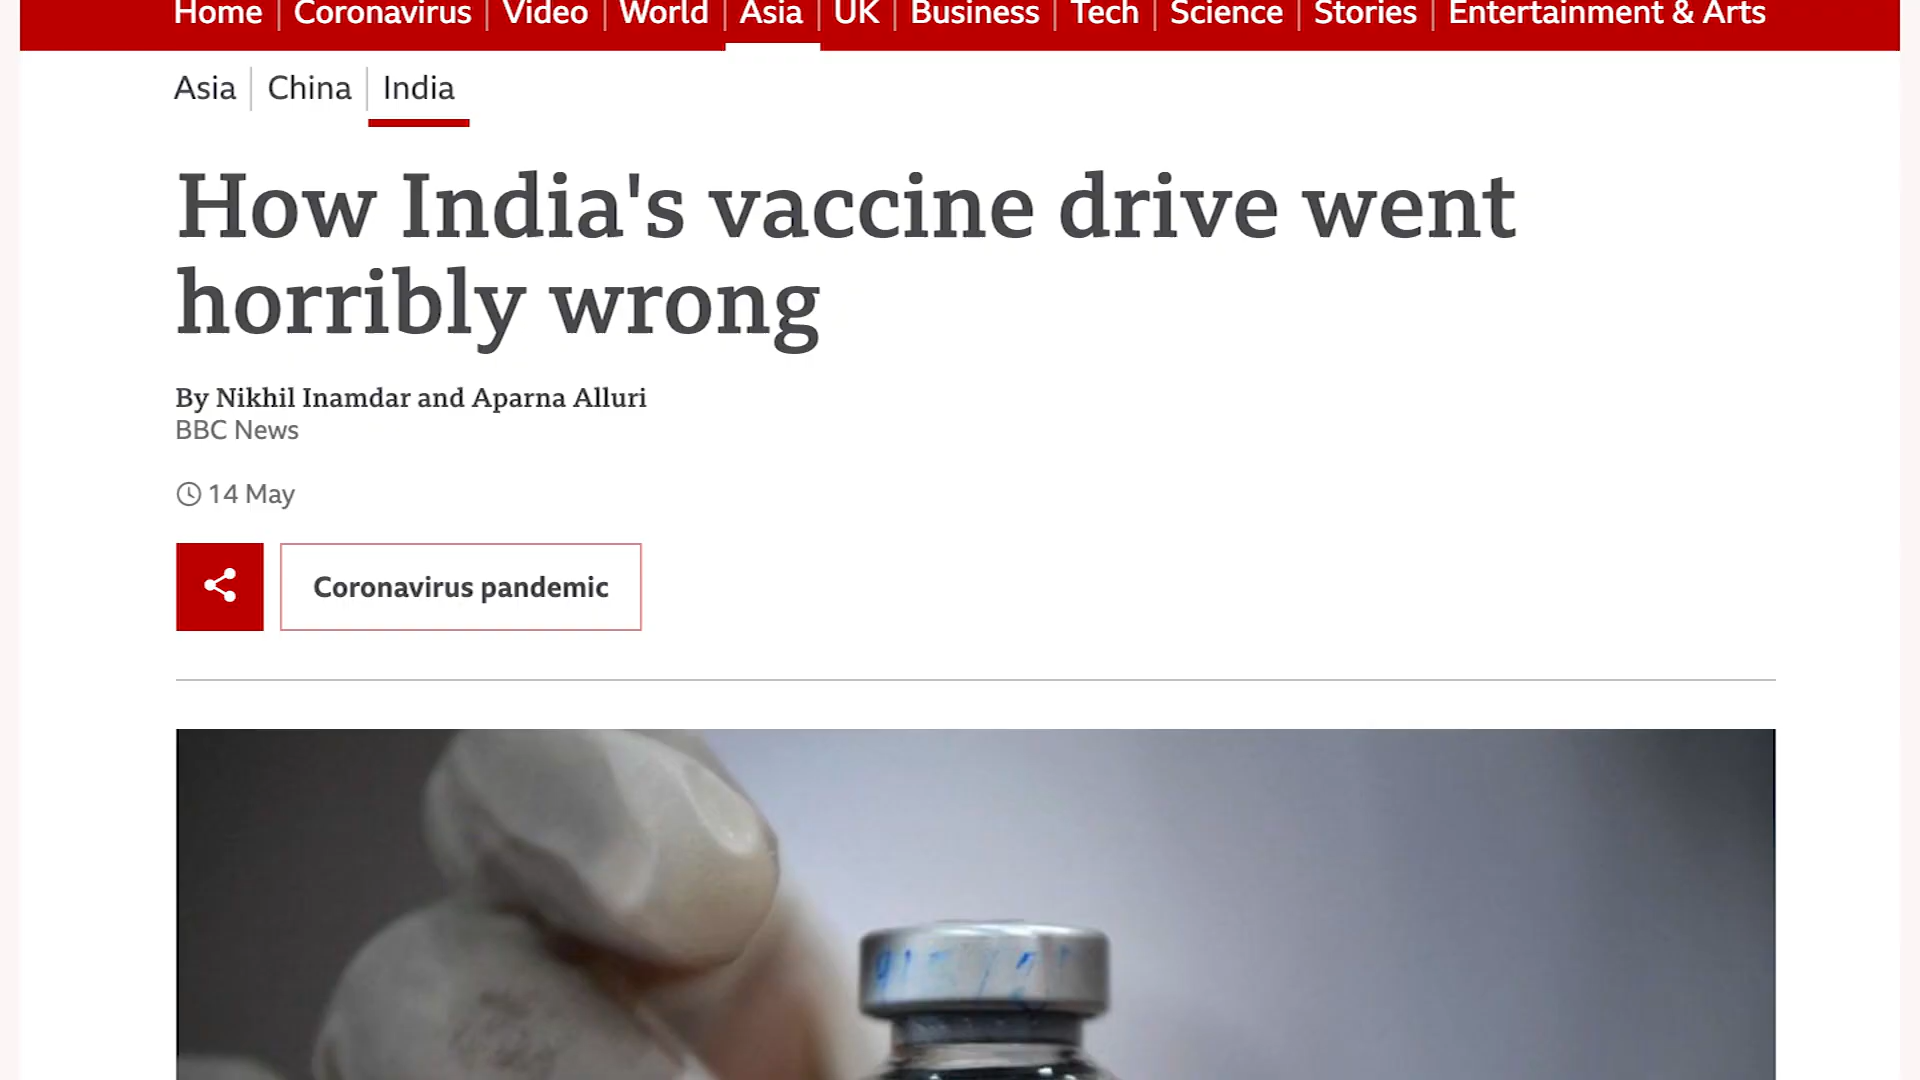 Home Coronavirus Video World Asia UK Business Tech Science Stories Entertainment & Arts
Asia China India
How India's vaccine drive went
horribly wrong
By Nikhil Inamdar and Aparna Alluri
BBC News
14 May
Coronavirus pandemic